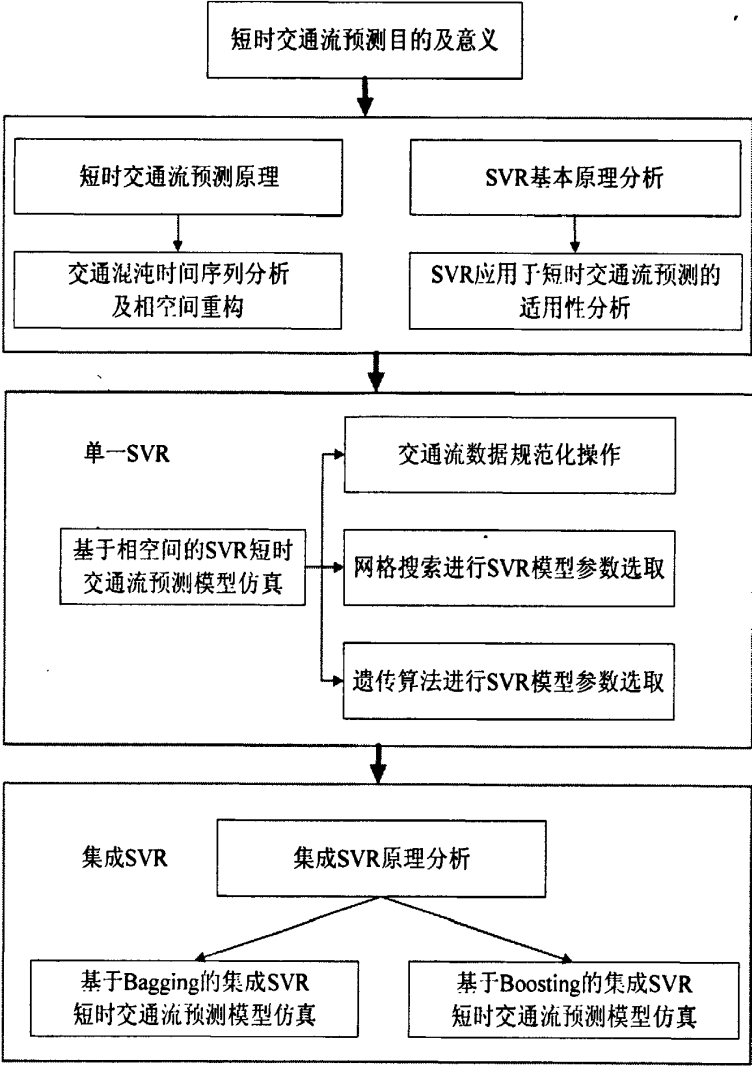 短时交通流预测目的及意义
短时交通流预测原理
SVR基本原理分析
交通混沌时间序列分析
及相空间重构
SVR应用于短时交通流预测的
适用性分析
单一SVR
交通流数据规范化操作
基于相空间的SVR短时
交通流预测模型仿真
网格搜索进行SVR模型参数选取
遗传算法进行SVR模型参数选取
集成SVR
集成SVR原理分析
基于Bagging的集成SVR
短时交通流预测模型仿真
基于Boosting的集成SVR
短时交通流预测模型仿真